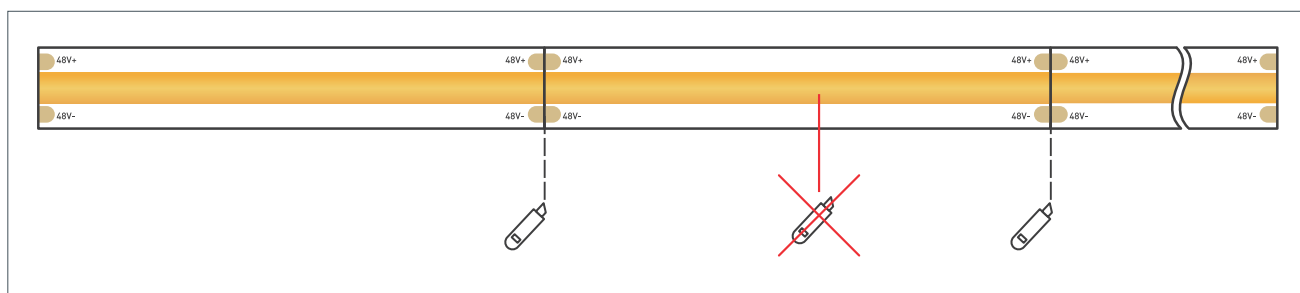 48V+ 48V+ 48V+ 48V+ 48V+ 48V+
48V- 48V- 48V- 48V- 48V- 48V-